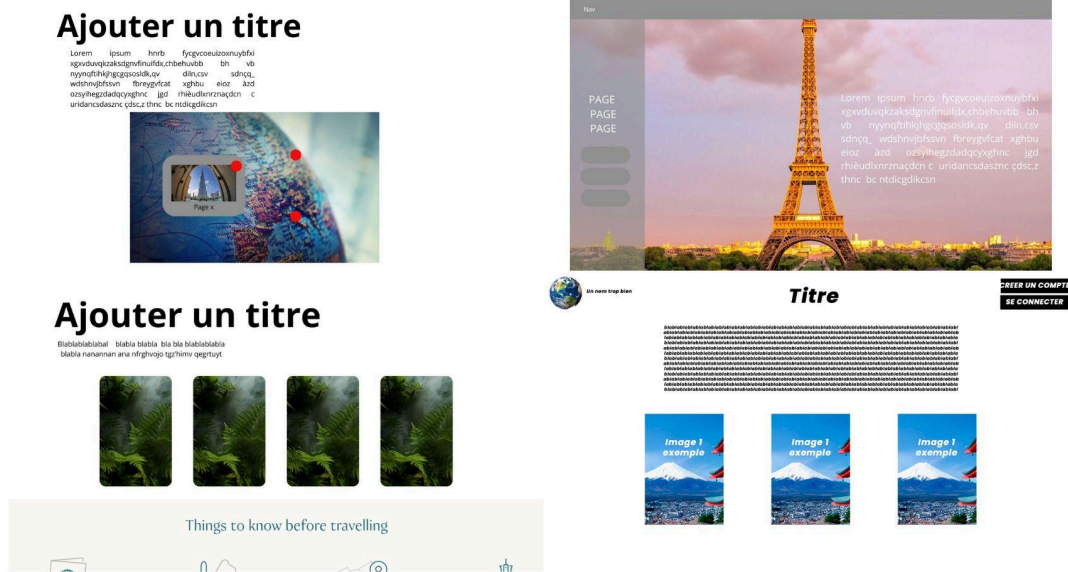 Ajouter un titre
Lorem ipsum hnrb fycgvcoeuizoxnuybfxi
xgxvduvqkzaksdgnvfinuifdx,chbehuvbb bh vb
nyynqftihkjhgcgqsosldk,qv diln,csv sdnçq_
wdshnvjbfssvn fbreygvfcat xghbu eioz àzd
ozsyihegzdadqcyxghnc jgd rhièudlxnrznaçdcn c
uridancsdasznc çdsc,z thnc bc ntdicgdikcsn
Page x
Nav
PAGE
PAGE
PAGE
Lorem ipsum hnrb fycgvcoeuizoxnuybfxi
xgxvduvqkzaksdgnvfinuifdx,chbehuvbb bh
vb nyynqftihkjhgcgqsosldk,qv diln,csv
sdnçq_ wdshnvjbfssvn fbreygvfcat xghbu
eioz àzd ozsyihegzdadqcyxghnc jgd
rhièudlxnrznaçdcn c uridancsdasznc çdsc,z
thnc bc ntdicgdikcsn
Ajouter un titre
Blablablablabal blabla blabla bla bla blablablabla
blabla nanannan ana nfrghvojo tgz'himv qegrtuyt
Things to know before travelling
Un nom trop bien
Titre
CREER UN COMPTE
SE CONNECTER
Image 1
exemple
Image 1
exemple
Image 1
exemple